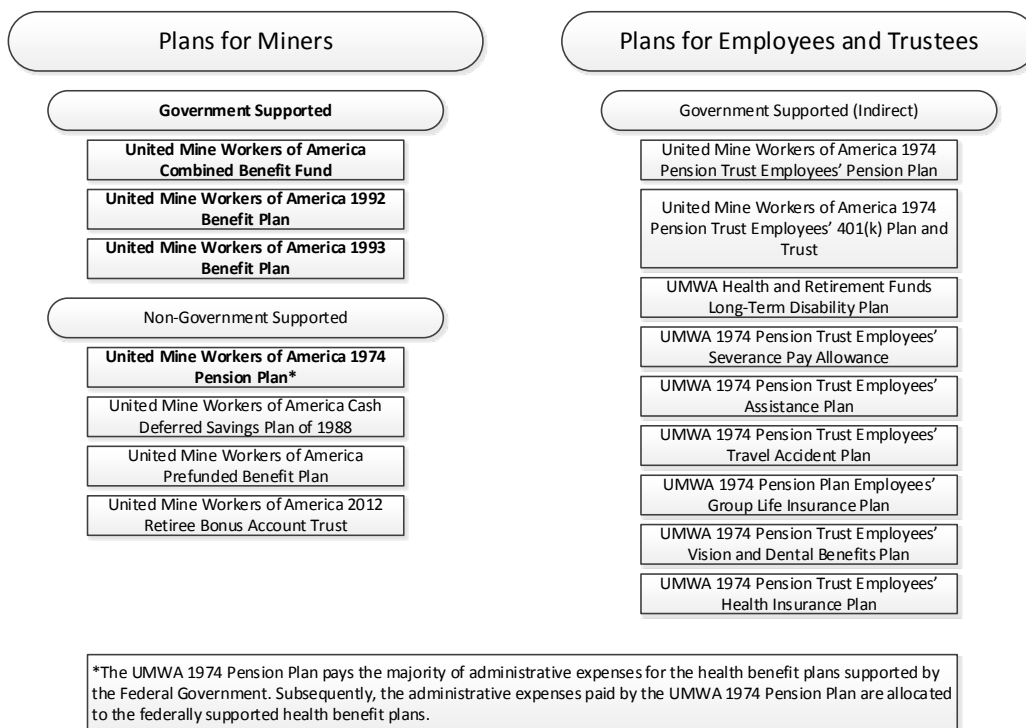 Plans for Miners
Government Supported
United Mine Workers of America
Combined Benefit Fund
United Mine Workers of America 1992
Benefit Plan
United Mine Workers of America 1993
Benefit Plan
Non-Government Supported
United Mine Workers of America 1974
Pension Plan*
United Mine Workers of America Cash
Deferred Savings Plan of 1988
United Mine Workers of America
Prefunded Benefit Plan
United Mine Workers of America 2012
Retiree Bonus Account Trust
Plans for Employees and Trustees
Government Supported (Indirect)
United Mine Workers of America 1974
Pension Trust Employees’ Pension Plan
United Mine Workers of America 1974
Pension Trust Employees’ 401(k) Plan and
Trust
UMWA Health and Retirement Funds
Long-Term Disability Plan
UMWA 1974 Pension Trust Employees’
Severance Pay Allowance
UMWA 1974 Pension Trust Employees’
Assistance Plan
UMWA 1974 Pension Trust Employees’
Travel Accident Plan
UMWA 1974 Pension Plan Employees’
Group Life Insurance Plan
UMWA 1974 Pension Trust Employees’
Vision and Dental Benefits Plan
UMWA 1974 Pension Trust Employees’
Health Insurance Plan
*The UMWA 1974 Pension Plan pays the majority of administrative expenses for the health benefit plans supported by
the Federal Government. Subsequently, the administrative expenses paid by the UMWA 1974 Pension Plan are allocated
to the federally supported health benefit plans.